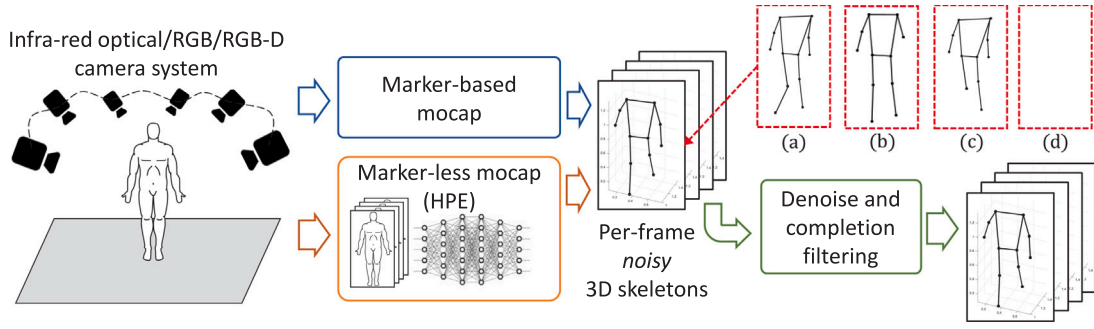 Infra-red optical/RGB/RGB-D
camera system
Marker-based
mocap
Marker-less mocap
(HPE)
Per-frame
noisy
3D skeletons
(a) (b) (c) (d)
Denoise and
completion
filtering